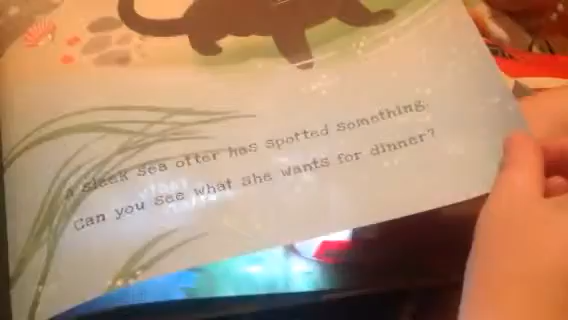 A sleek sea otter has spotted something.
Can you see what she wants for dinner?